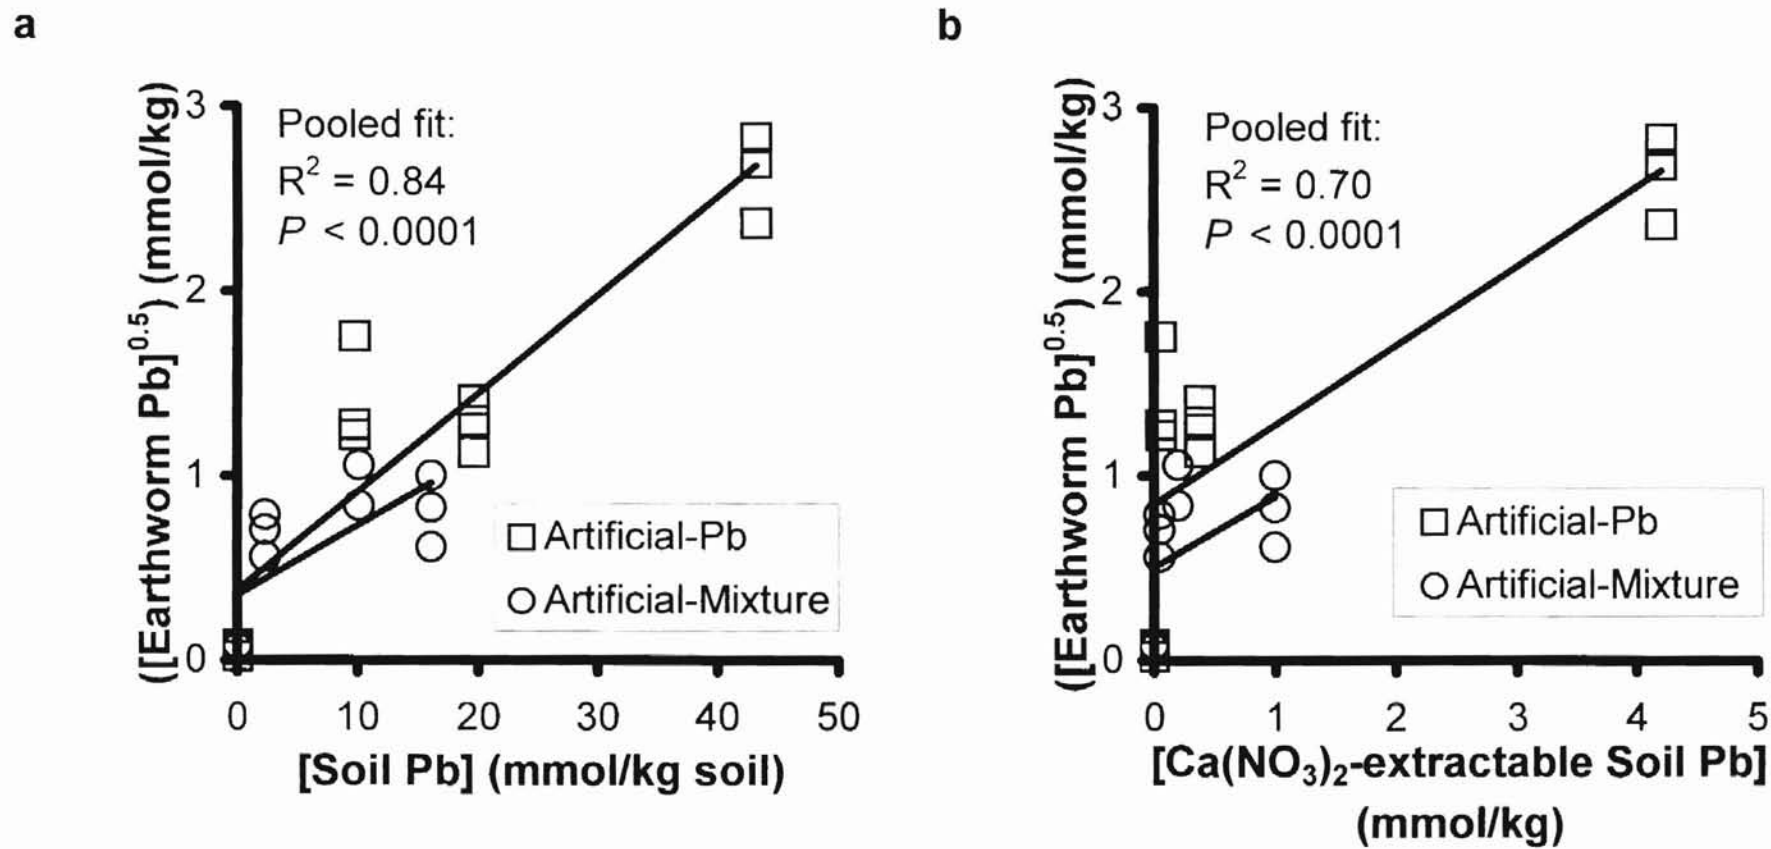 a
([Earthworm Pb]^0.5) (mmol/kg)
3
2
1
0
Pooled fit:
R² = 0.84
P < 0.0001
Artificial-Pb
Artificial-Mixture
0 10 20 30 40 50
[Soil Pb] (mmol/kg soil)
b
([Earthworm Pb]^0.5) (mmol/kg)
3
2
1
0
Pooled fit:
R² = 0.70
P < 0.0001
Artificial-Pb
Artificial-Mixture
0 1 2 3 4 5
[Ca(NO₃)₂-extractable Soil Pb]
(mmol/kg)